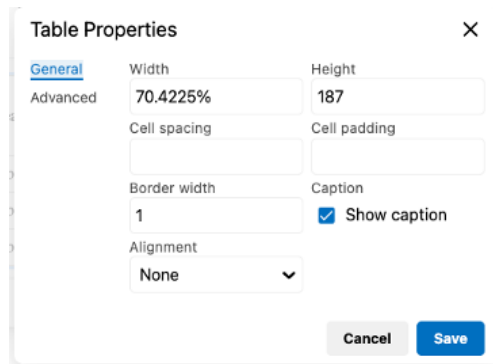 Table Properties
General
Advanced
Width
Height
70.4225%
187
Cell spacing
Cell padding
Border width
Caption
1
Show caption
Alignment
None
Cancel
Save